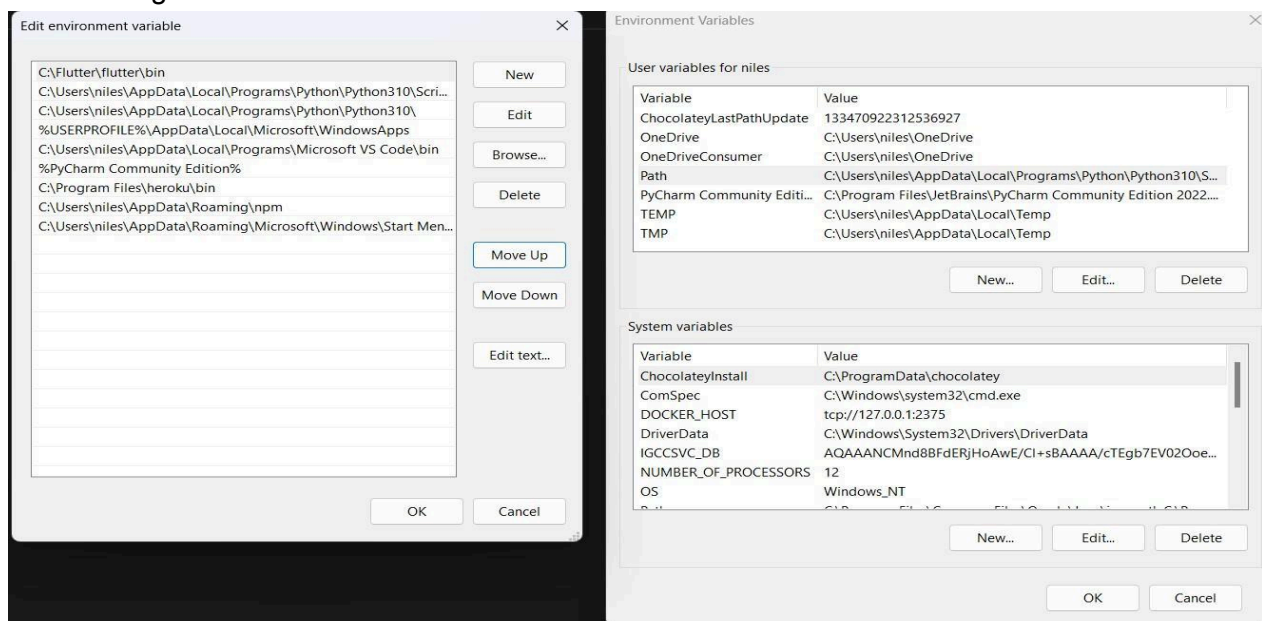 Edit environment variable
C:\Flutter\flutter\bin
C:\Users\niles\AppData\Local\Programs\Python\Python310\Scri...
C:\Users\niles\AppData\Local\Programs\Python\Python310\
%USERPROFILE%\AppData\Local\Microsoft\WindowsApps
C:\Users\niles\AppData\Local\Programs\Microsoft VS Code\bin
%PyCharm Community Edition%
C:\Program Files\heroku\bin
C:\Users\niles\AppData\Roaming\npm
C:\Users\niles\AppData\Roaming\Microsoft\Windows\Start Men...
New
Edit
Browse...
Delete
Move Up
Move Down
Edit text...
OK Cancel
Environment Variables
User variables for niles
Variable Value
ChocolateyLastPathUpdate 133470922312536927
OneDrive C:\Users\niles\OneDrive
OneDriveConsumer C:\Users\niles\OneDrive
Path C:\Users\niles\AppData\Local\Programs\Python\Python310\S...
PyCharm Community Editi... C:\Program Files\JetBrains\PyCharm Community Edition 2022....
TEMP C:\Users\niles\AppData\Local\Temp
TMP C:\Users\niles\AppData\Local\Temp
New... Edit... Delete
System variables
Variable Value
ChocolateyInstall C:\ProgramData\chocolatey
ComSpec C:\Windows\system32\cmd.exe
DOCKER_HOST tcp://127.0.0.1:2375
DriverData C:\Windows\System32\Drivers\DriverData
IGCCSVC_DB AQAAANCMnd8BFdERjHoAwE/Cl+sBAAAA/cTEgb7EV02Ooe...
NUMBER_OF_PROCESSORS 12
OS Windows_NT
New... Edit... Delete
OK Cancel